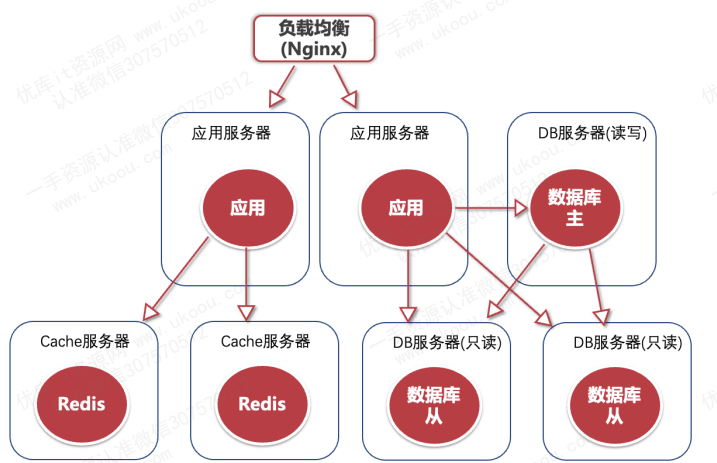 负载均衡
(Nginx)
应用服务器
应用服务器
DB服务器(读写)
应用
应用
数据库
主
Cache服务器
Cache服务器
DB服务器(只读)
DB服务器(只读)
Redis
Redis
数据库
从
数据库
从
优库it资源网 www.ukoou.com
一手资源认准微信307570512